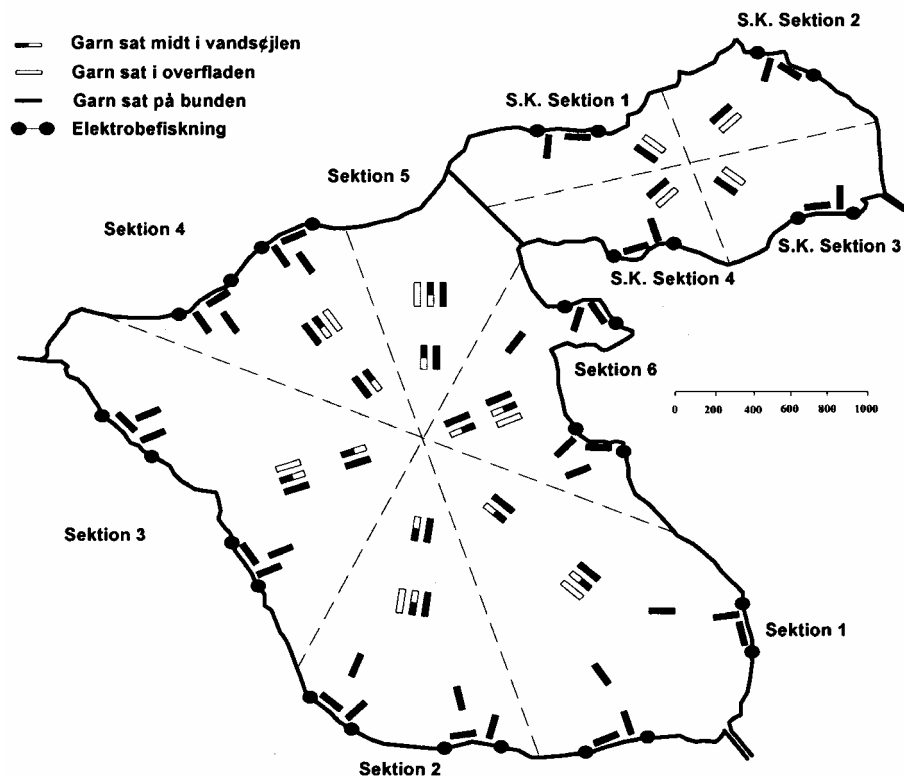 Garn sat midt i vandsøjlen
Garn sat i overfladen
Garn sat på bunden
Elektrobefiskning
S.K. Sektion 2
S.K. Sektion 1
Sektion 5
Sektion 4
S.K. Sektion 3
S.K. Sektion 4
Sektion 6
0 200 400 600 800 1000
Sektion 3
Sektion 1
Sektion 2